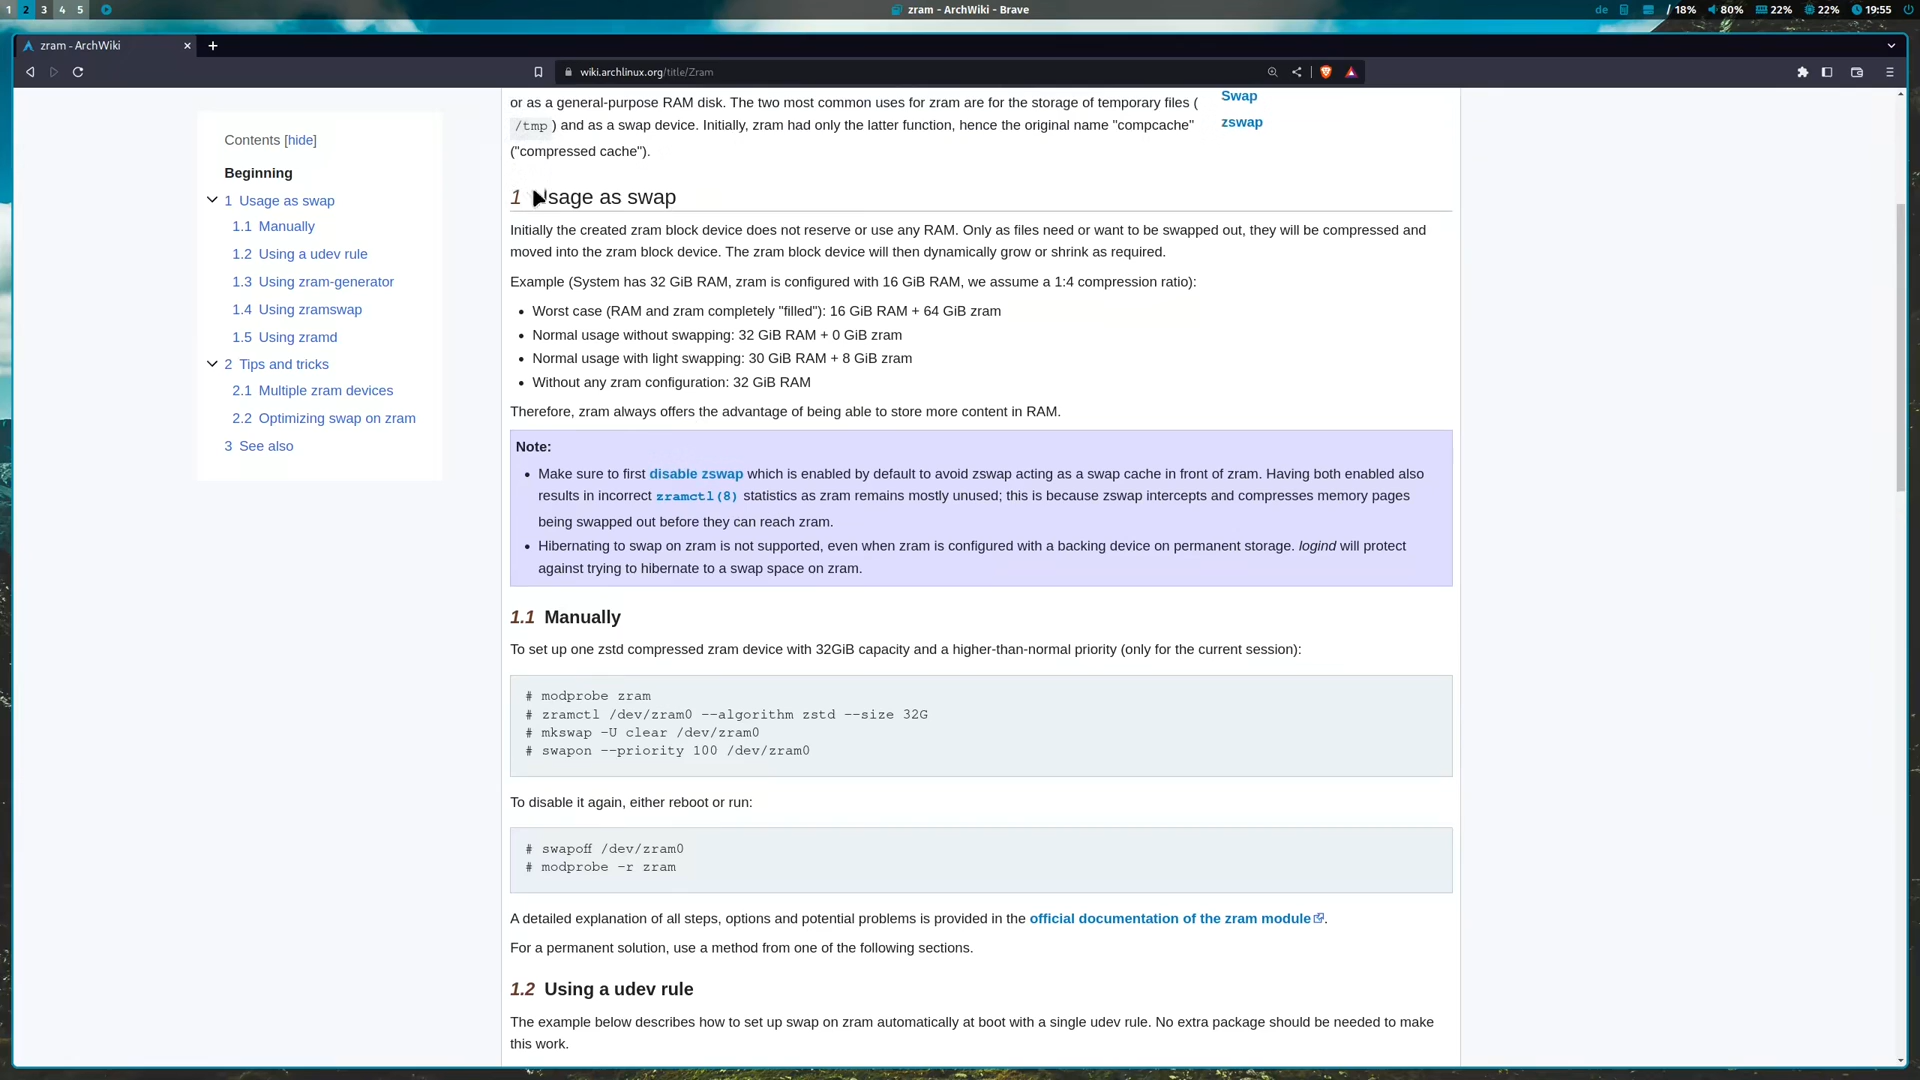 1 2 3 4 5
zram - ArchWiki - Brave
de / 18% 80% 22% 22% 19:55
zram - ArchWiki
wiki.archlinux.org/title/Zram
Contents [hide]
Beginning
1 Usage as swap
1.1 Manually
1.2 Using a udev rule
1.3 Using zram-generator
1.4 Using zramswap
1.5 Using zramd
2 Tips and tricks
2.1 Multiple zram devices
2.2 Optimizing swap on zram
3 See also
or as a general-purpose RAM disk. The two most common uses for zram are for the storage of temporary files (
/tmp ) and as a swap device. Initially, zram had only the latter function, hence the original name "compcache"
("compressed cache").
Swap
zswap
1 Usage as swap
Initially the created zram block device does not reserve or use any RAM. Only as files need or want to be swapped out, they will be compressed and
moved into the zram block device. The zram block device will then dynamically grow or shrink as required.
Example (System has 32 GiB RAM, zram is configured with 16 GiB RAM, we assume a 1:4 compression ratio):
• Worst case (RAM and zram completely "filled"): 16 GiB RAM + 64 GiB zram
• Normal usage without swapping: 32 GiB RAM + 0 GiB zram
• Normal usage with light swapping: 30 GiB RAM + 8 GiB zram
• Without any zram configuration: 32 GiB RAM
Therefore, zram always offers the advantage of being able to store more content in RAM.
Note:
• Make sure to first disable zswap which is enabled by default to avoid zswap acting as a swap cache in front of zram. Having both enabled also
results in incorrect zramctl(8) statistics as zram remains mostly unused; this is because zswap intercepts and compresses memory pages
being swapped out before they can reach zram.
• Hibernating to swap on zram is not supported, even when zram is configured with a backing device on permanent storage. logind will protect
against trying to hibernate to a swap space on zram.
1.1 Manually
To set up one zstd compressed zram device with 32GiB capacity and a higher-than-normal priority (only for the current session):
# modprobe zram
# zramctl /dev/zram0 --algorithm zstd --size 32G
# mkswap -U clear /dev/zram0
# swapon --priority 100 /dev/zram0
To disable it again, either reboot or run:
# swapoff /dev/zram0
# modprobe -r zram
A detailed explanation of all steps, options and potential problems is provided in the official documentation of the zram module.
For a permanent solution, use a method from one of the following sections.
1.2 Using a udev rule
The example below describes how to set up swap on zram automatically at boot with a single udev rule. No extra package should be needed to make
this work.